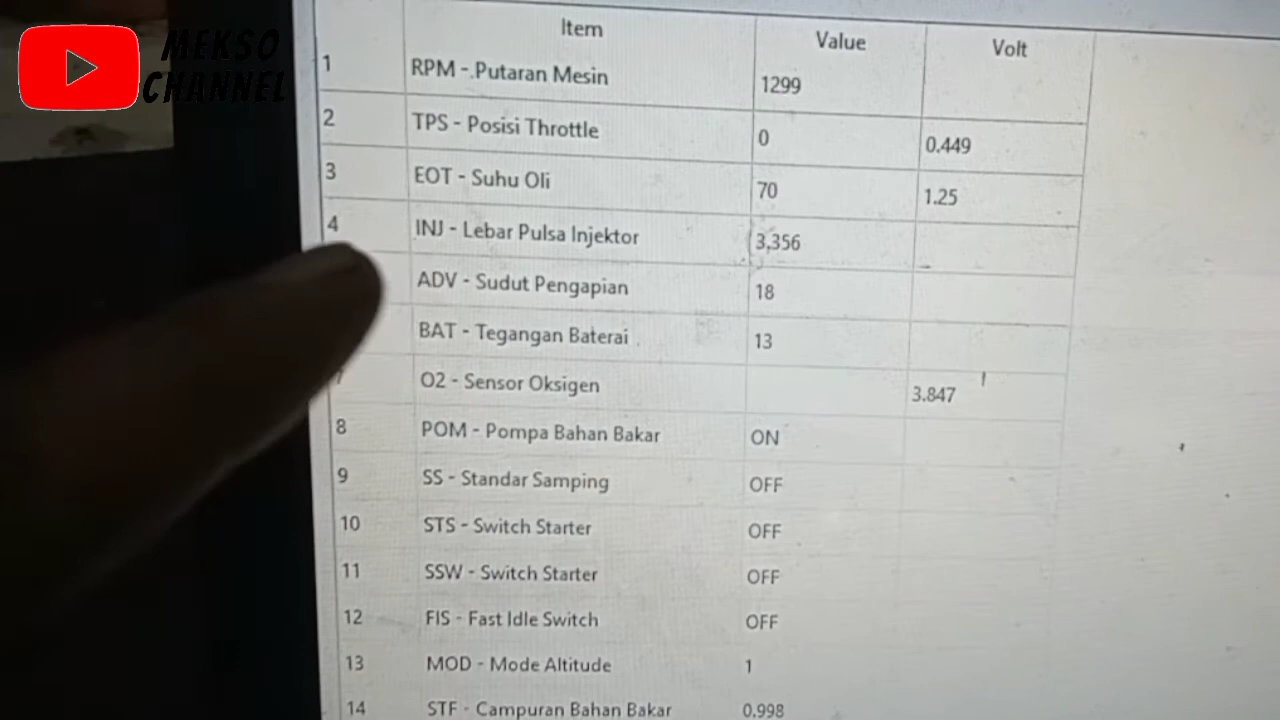 MEKSO
CHANNEL
Item Value Volt
1 RPM - Putaran Mesin 1299
2 TPS - Posisi Throttle 0 0.449
3 EOT - Suhu Oli 70 1.25
4 INJ - Lebar Pulsa Injektor 3,356
ADV - Sudut Pengapian 18
BAT - Tegangan Baterai 13
O2 - Sensor Oksigen 3.847
8 POM - Pompa Bahan Bakar ON
9 SS - Standar Samping OFF
10 STS - Switch Starter OFF
11 SSW - Switch Starter OFF
12 FIS - Fast Idle Switch OFF
13 MOD - Mode Altitude 1
14 STF - Campuran Bahan Bakar 0.998